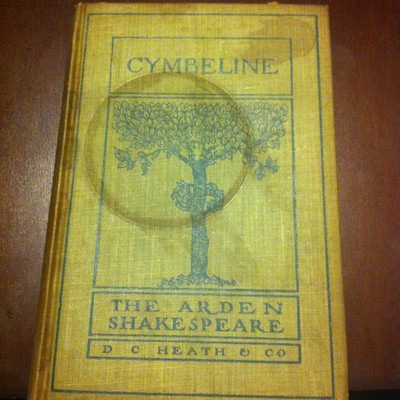 CYMBELINE
THE ARDEN
SHAKESPEARE
D C HEATH & CO